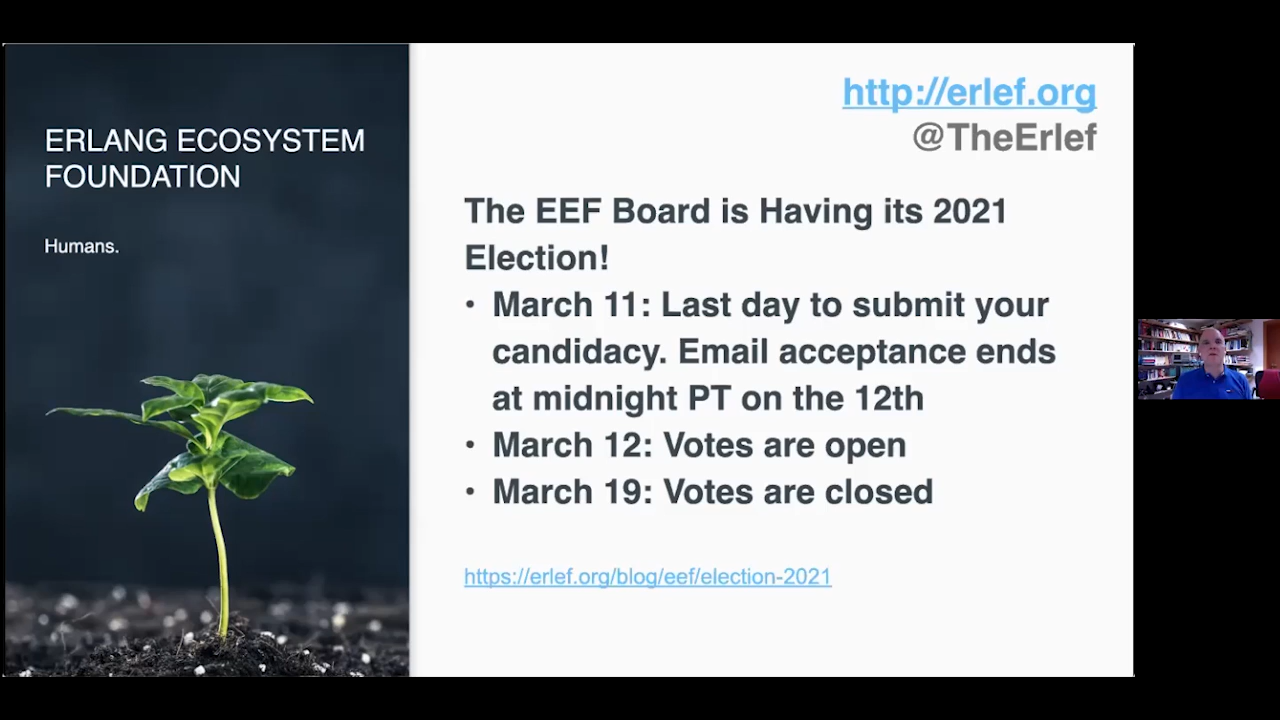 ERLANG ECOSYSTEM
FOUNDATION
Humans.
http://erlef.org
@TheErlef
The EEF Board is Having its 2021
Election!
• March 11: Last day to submit your
candidacy. Email acceptance ends
at midnight PT on the 12th
• March 12: Votes are open
• March 19: Votes are closed
https://erlef.org/blog/eef/election-2021